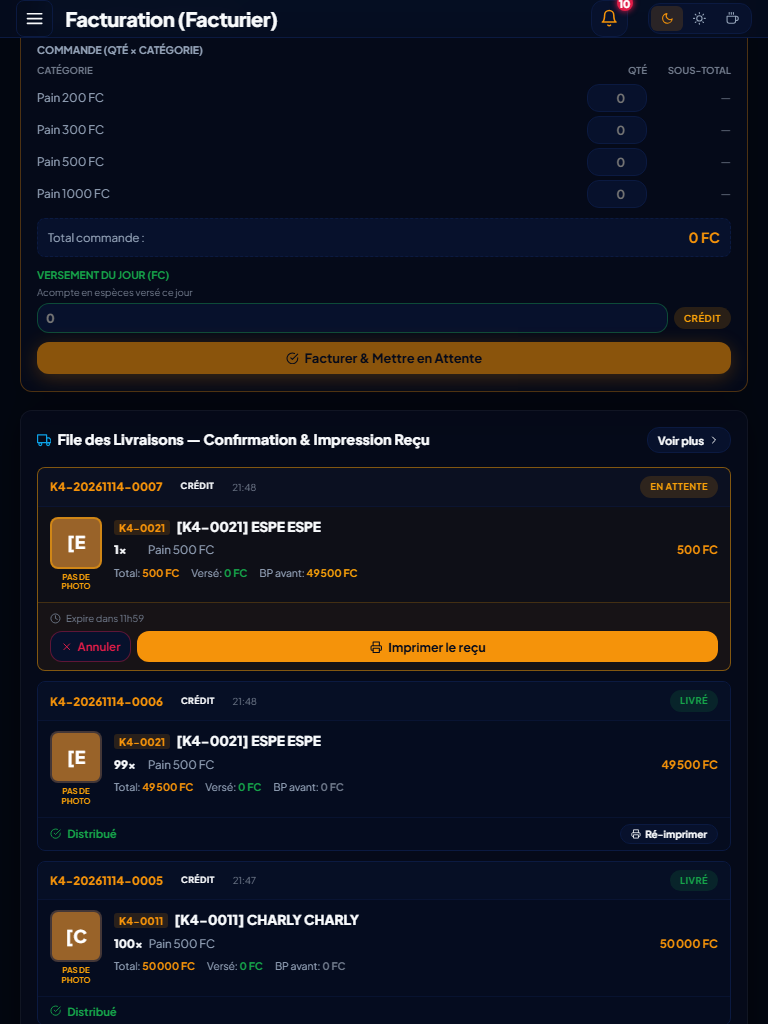 Facturation (Facturier)
10
COMMANDE (QTÉ × CATÉGORIE)
CATÉGORIE QTÉ SOUS-TOTAL
Pain 200 FC 0 —
Pain 300 FC 0 —
Pain 500 FC 0 —
Pain 1000 FC 0 —
Total commande : 0 FC
VERSEMENT DU JOUR (FC)
Acompte en espèces versé ce jour
0 CRÉDIT
Facturer & Mettre en Attente
File des Livraisons — Confirmation & Impression Reçu Voir plus
K4-20261114-0007 CRÉDIT 21:48 EN ATTENTE
[E K4-0021 [K4-0021] ESPE ESPE
1× Pain 500 FC 500 FC
PAS DE
PHOTO
Total: 500 FC Versé: 0 FC BP avant: 49 500 FC
Expire dans 11h59
Annuler Imprimer le reçu
K4-20261114-0006 CRÉDIT 21:48 LIVRÉ
[E K4-0021 [K4-0021] ESPE ESPE
99× Pain 500 FC 49 500 FC
PAS DE
PHOTO
Total: 49 500 FC Versé: 0 FC BP avant: 0 FC
Distribué Ré-imprimer
K4-20261114-0005 CRÉDIT 21:47 LIVRÉ
[C K4-0011 [K4-0011] CHARLY CHARLY
100× Pain 500 FC 50 000 FC
PAS DE
PHOTO
Total: 50 000 FC Versé: 0 FC BP avant: 0 FC
Distribué